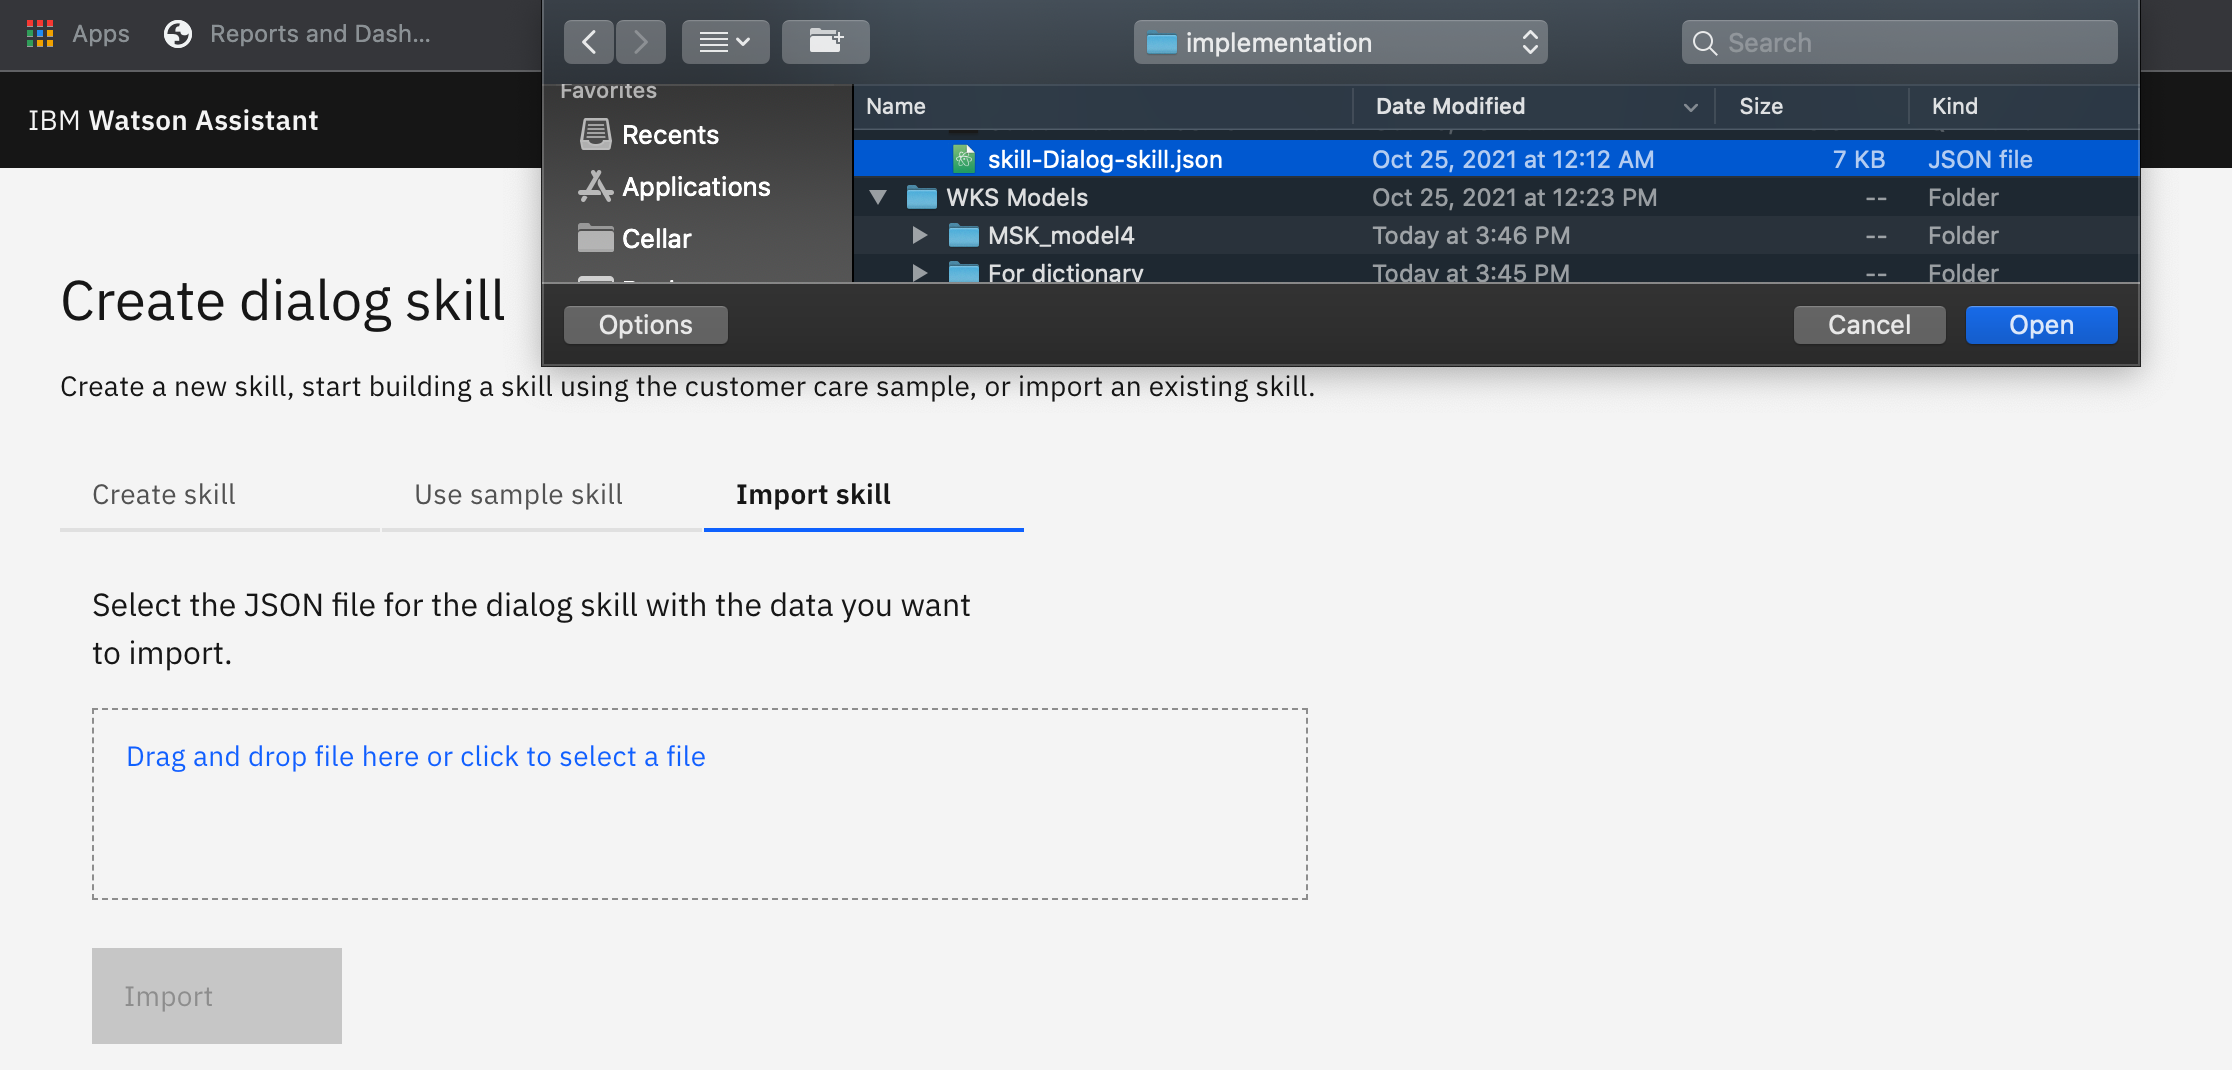 Apps
Reports and Dash...
implementation
Search
IBM Watson Assistant
Favorites
Recents
Applications
Cellar
Name Date Modified Size Kind
skill-Dialog-skill.json Oct 25, 2021 at 12:12 AM 7 KB JSON file
WKS Models Oct 25, 2021 at 12:23 PM -- Folder
MSK_model4 Today at 3:46 PM -- Folder
For dictionary Today at 3:45 PM -- Folder
Options
Cancel
Open
Create dialog skill
Create a new skill, start building a skill using the customer care sample, or import an existing skill.
Create skill
Use sample skill
Import skill
Select the JSON file for the dialog skill with the data you want
to import.
Drag and drop file here or click to select a file
Import